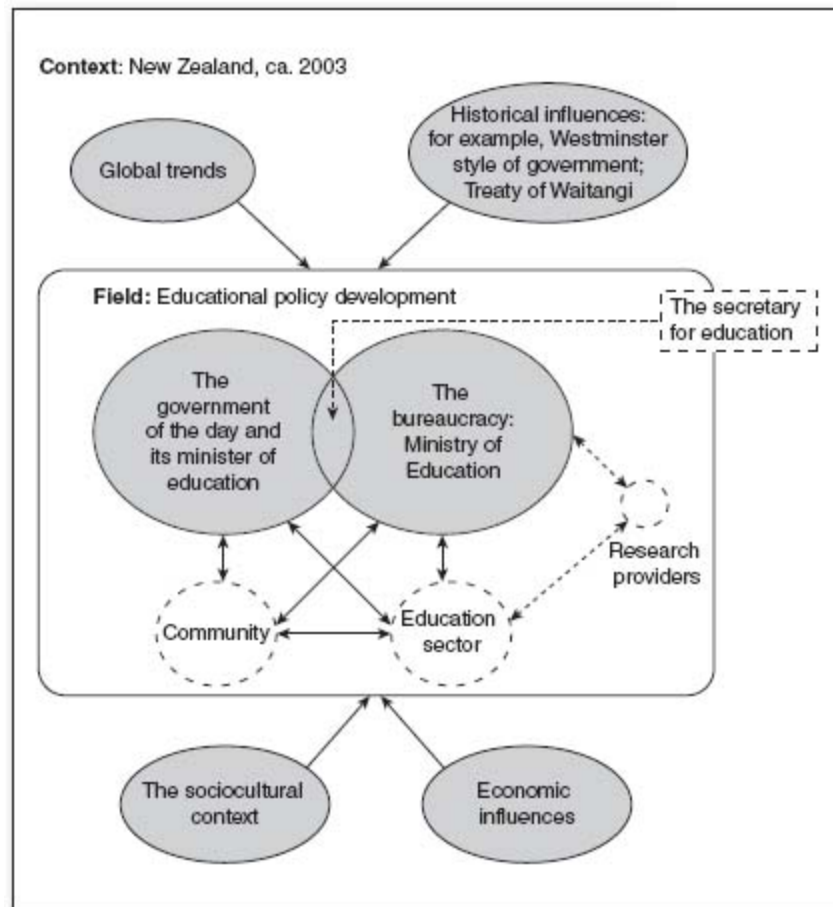 Context: New Zealand, ca. 2003
Global trends
Historical influences:
for example, Westminster
style of government;
Treaty of Waitangi
Field: Educational policy development
The secretary
for education
The
government
of the day and
its minister of
education
The
bureaucracy:
Ministry of
Education
Research
providers
Community
Education
sector
The sociocultural
context
Economic
influences